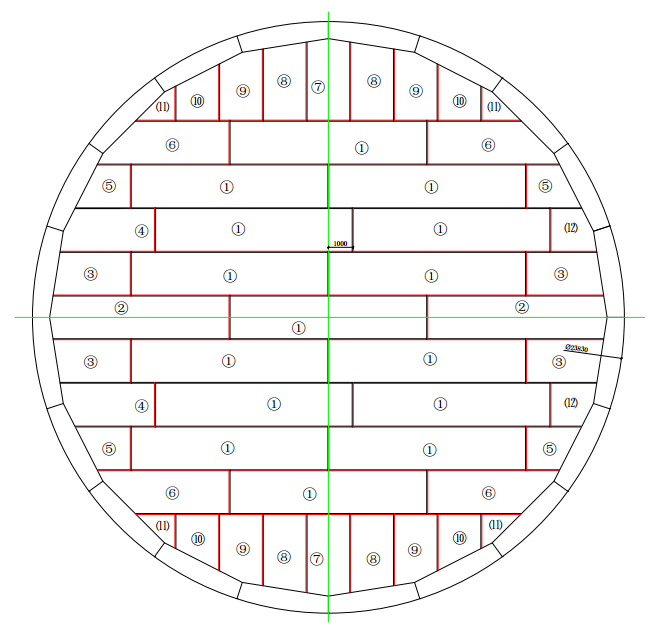 ⑧ ⑦ ⑧
⑨ ⑨
(11) ⑩ ⑩ (11)
⑥ ① ⑥
⑤ ① ① ⑤
④ ① ① (12)
1000
③ ① ① ③
② ① ②
Ø23830
③ ① ① ③
④ ① ① (12)
⑤ ① ① ⑤
⑥ ① ⑥
(11) ⑩ ⑨ ⑧ ⑦ ⑧ ⑨ ⑩ (11)